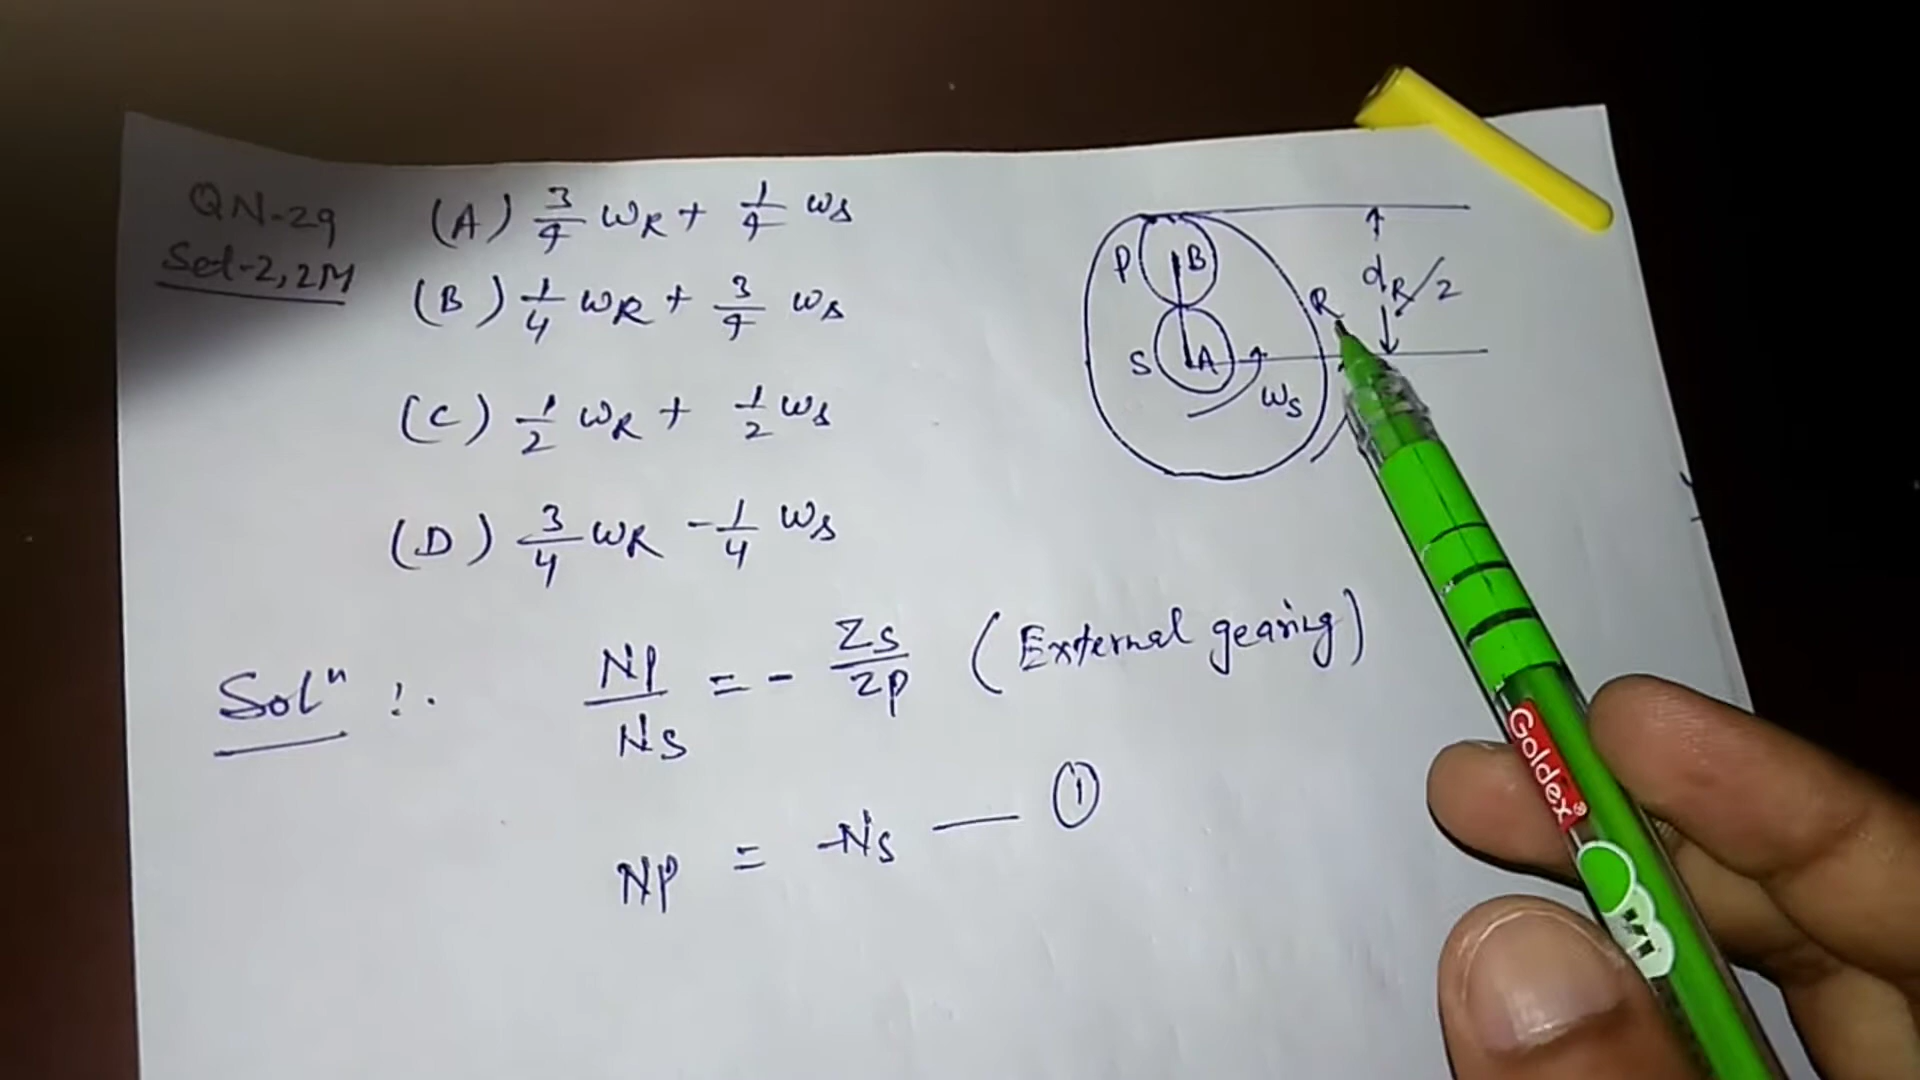 QN-29
Set-2, 2M
(A) 3/4 ωR + 1/4 ωs
(B) 1/4 ωR + 3/4 ωs
(C) 1/2 ωR + 1/2 ωs
(D) 3/4 ωR - 1/4 ωs
P
B
S
A
R
dR/2
ωs
Solⁿ :.
NP/NS = - ZS/ZP (External gearing)
NP = -NS — ①
Goldex®